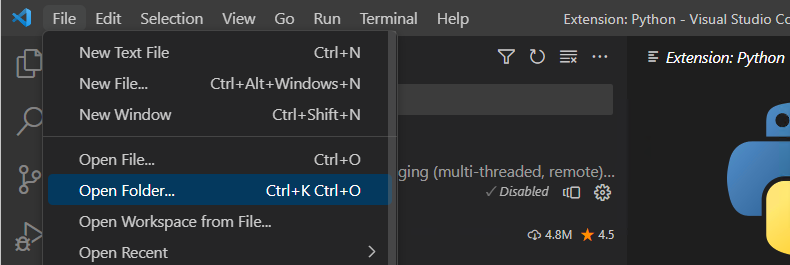 File Edit Selection View Go Run Terminal Help Extension: Python - Visual Studio Co
New Text File Ctrl+N
New File... Ctrl+Alt+Windows+N
New Window Ctrl+Shift+N
Open File... Ctrl+O
Open Folder... Ctrl+K Ctrl+O
Open Workspace from File...
Open Recent
Extension: Python
ging (multi-threaded, remote)...
Disabled
4.8M 4.5